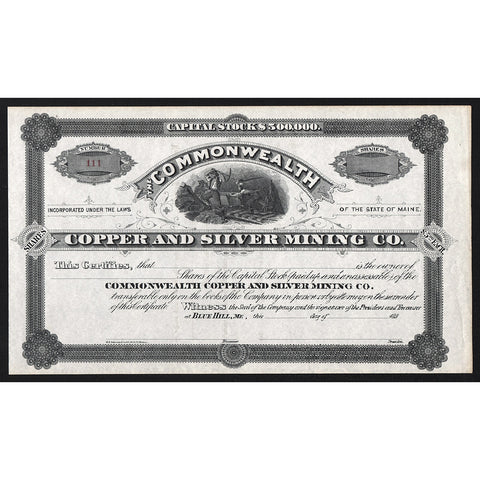 CAPITAL STOCK $500,000.
NUMBER
111
SHARES
THE COMMONWEALTH
INCORPORATED UNDER THE LAWS
OF THE STATE OF MAINE.
SHARES
COPPER AND SILVER MINING CO.
This Certifies, that is the owner of
Shares of the Capital Stock paid up and unassessable of the
COMMONWEALTH COPPER AND SILVER MINING CO.
transferable only on the books of the Company in person or by attorney on the surrender
of this Certificate. Witness the Seal of the Company and the signatures of the President and Treasurer
at BLUE HILL, ME., this day of 188
Treasurer President